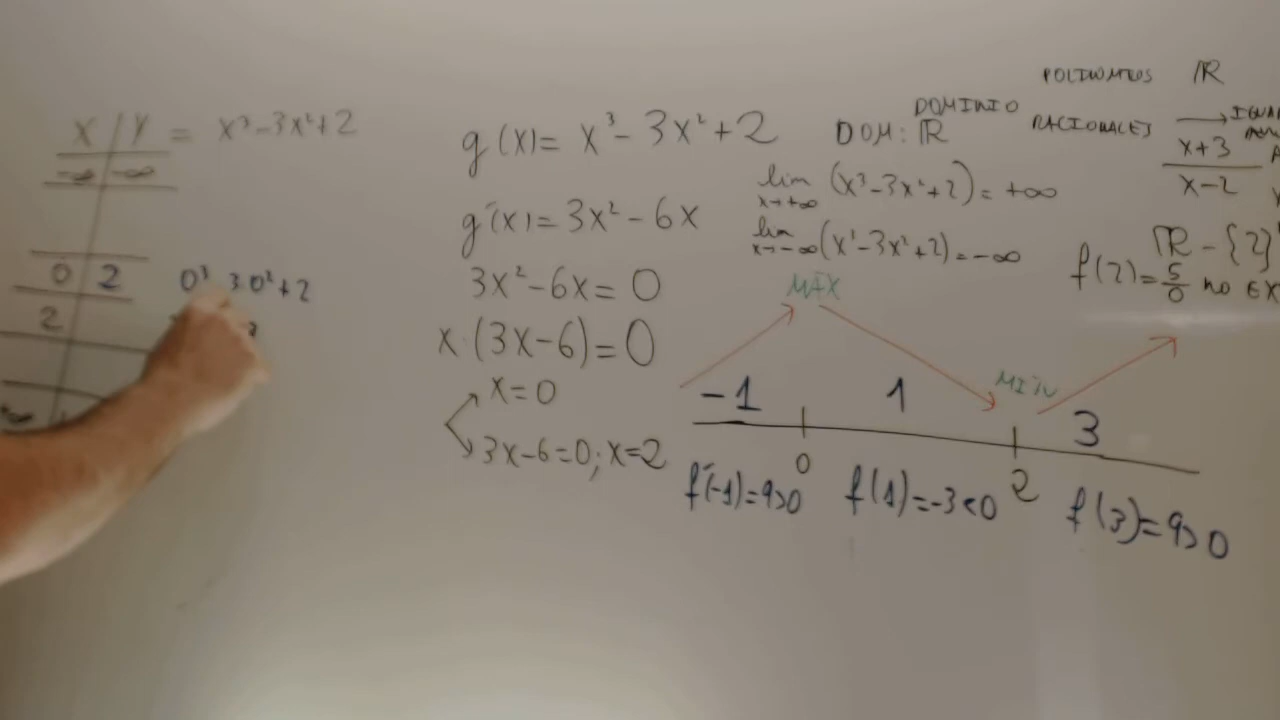 X | Y = x³-3x²+2
-∞ | -∞
0 | 2 0³ 3.0²+2
2
g(x)= x³-3x²+2
g´(x)=3x²-6x
3x²-6x=0
x·(3x-6)=0
x=0
3x-6=0; x=2
DOM: ℝ
lim x→+∞ (x³-3x²+2)=+∞
lim x→-∞ (x³-3x²+2)=-∞
DOMINIO
POLINOMIOS ℝ
RACIONALES →
x+3
x-2
ℝ-{2}
f(2)=5/0 no EX
MÁX
MÍN
-1 1 3
0 2
f´(-1)=9>0 f(1)=-3<0 f(3)=9>0